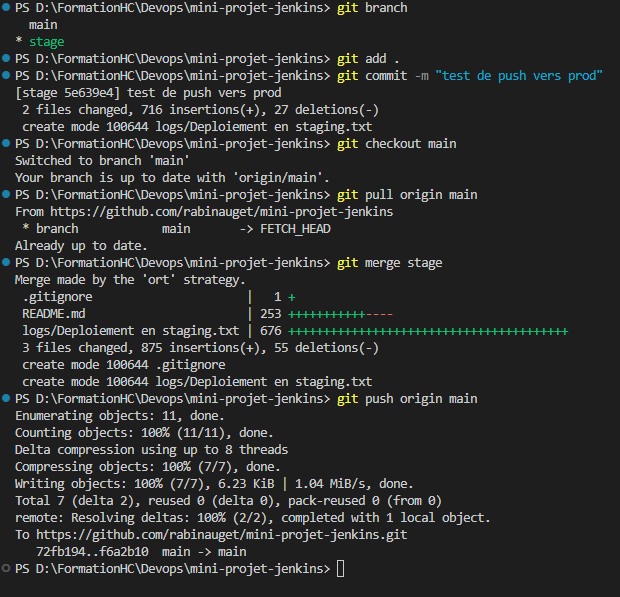 PS D:\FormationHC\Devops\mini-projet-jenkins> git branch
  main
* stage
PS D:\FormationHC\Devops\mini-projet-jenkins> git add .
PS D:\FormationHC\Devops\mini-projet-jenkins> git commit -m "test de push vers prod"
[stage 5e639e4] test de push vers prod
 2 files changed, 716 insertions(+), 27 deletions(-)
 create mode 100644 logs/Deploiement en staging.txt
PS D:\FormationHC\Devops\mini-projet-jenkins> git checkout main
Switched to branch 'main'
Your branch is up to date with 'origin/main'.
PS D:\FormationHC\Devops\mini-projet-jenkins> git pull origin main
From https://github.com/rabinauget/mini-projet-jenkins
 * branch            main       -> FETCH_HEAD
Already up to date.
PS D:\FormationHC\Devops\mini-projet-jenkins> git merge stage
Merge made by the 'ort' strategy.
 .gitignore                      |   1 +
 README.md                       | 253 +++++++++++----
 logs/Deploiement en staging.txt | 676 ++++++++++++++++++++++++++++++++++++++++
 3 files changed, 875 insertions(+), 55 deletions(-)
 create mode 100644 .gitignore
 create mode 100644 logs/Deploiement en staging.txt
PS D:\FormationHC\Devops\mini-projet-jenkins> git push origin main
Enumerating objects: 11, done.
Counting objects: 100% (11/11), done.
Delta compression using up to 8 threads
Compressing objects: 100% (7/7), done.
Writing objects: 100% (7/7), 6.23 KiB | 1.04 MiB/s, done.
Total 7 (delta 2), reused 0 (delta 0), pack-reused 0 (from 0)
remote: Resolving deltas: 100% (2/2), completed with 1 local object.
To https://github.com/rabinauget/mini-projet-jenkins.git
   72fb194..f6a2b10  main -> main
PS D:\FormationHC\Devops\mini-projet-jenkins>